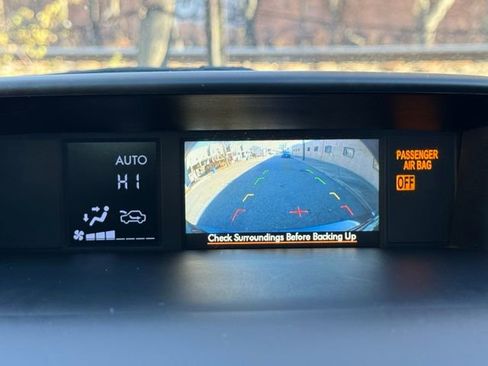 AUTO
HI
Check Surroundings Before Backing Up
PASSENGER
AIR BAG
OFF